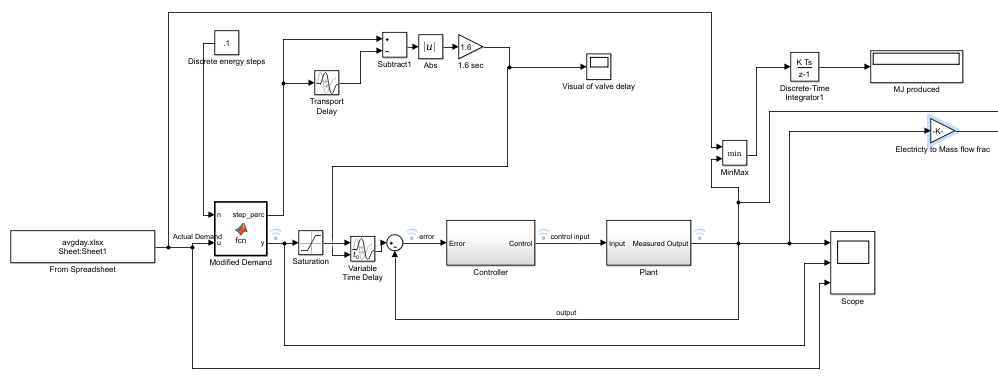 .1
Discrete energy steps
+
−
Subtract1
|u|
Abs
1.6
1.6 sec
Transport
Delay
Visual of valve delay
K Ts
z-1
Discrete-Time
Integrator1
MJ produced
-K-
Electricty to Mass flow frac
min
MinMax
avgday.xlsx
Sheet:Sheet1
From Spreadsheet
Actual Demand
n
u
step_perc
fcn
y
Modified Demand
Saturation
Variable
Time Delay
+
−
error
Error
Control
Controller
control input
Input
Measured Output
Plant
output
Scope